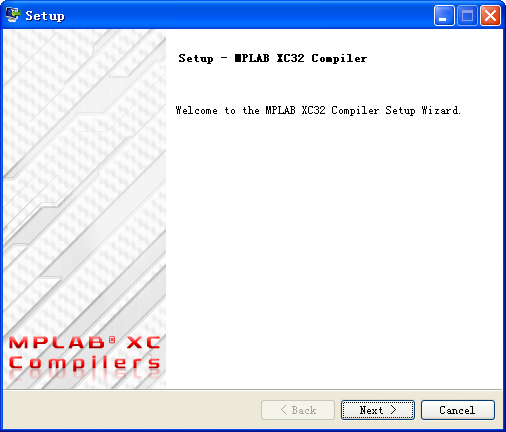 Setup
Setup - MPLAB XC32 Compiler
Welcome to the MPLAB XC32 Compiler Setup Wizard.
MPLAB® XC
Compilers
< Back
Next >
Cancel